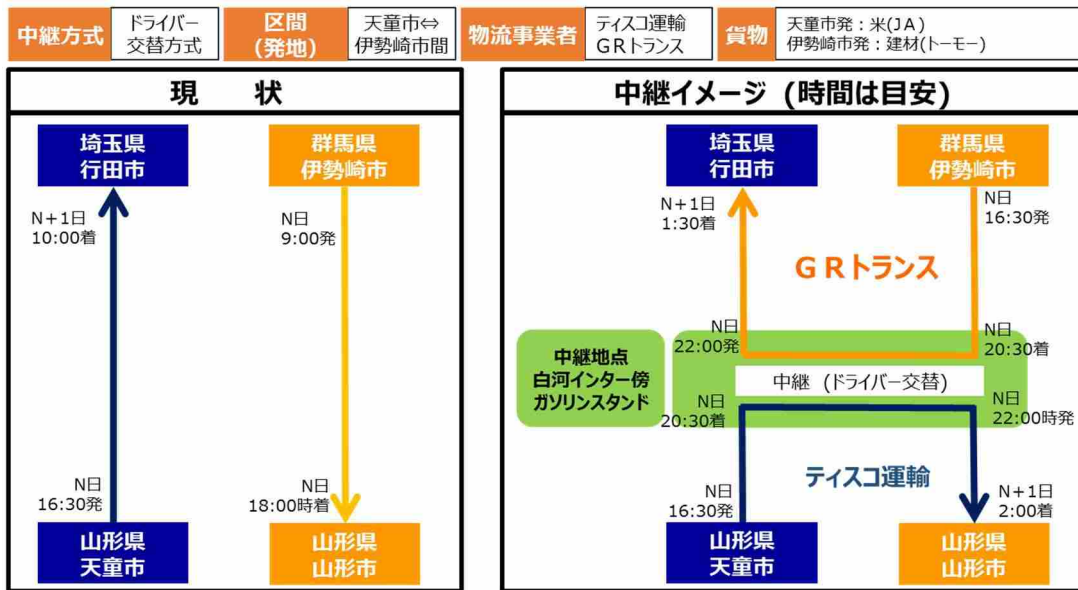 中継方式
ドライバー
交替方式
区間
(発地)
天童市⇔
伊勢崎市間
物流事業者
ティスコ運輸
GRトランス
貨物
天童市発：米(JA)
伊勢崎市発：建材(トーモー)
現　状
埼玉県
行田市
群馬県
伊勢崎市
N+1日
10:00着
N日
9:00発
N日
16:30発
N日
18:00時着
山形県
天童市
山形県
山形市
中継イメージ (時間は目安)
埼玉県
行田市
群馬県
伊勢崎市
N+1日
1:30着
N日
16:30発
GRトランス
N日
22:00発
N日
20:30着
中継地点
白河インター傍
ガソリンスタンド
中継 (ドライバー交替)
N日
20:30着
N日
22:00時発
ティスコ運輸
N日
16:30発
N+1日
2:00着
山形県
天童市
山形県
山形市